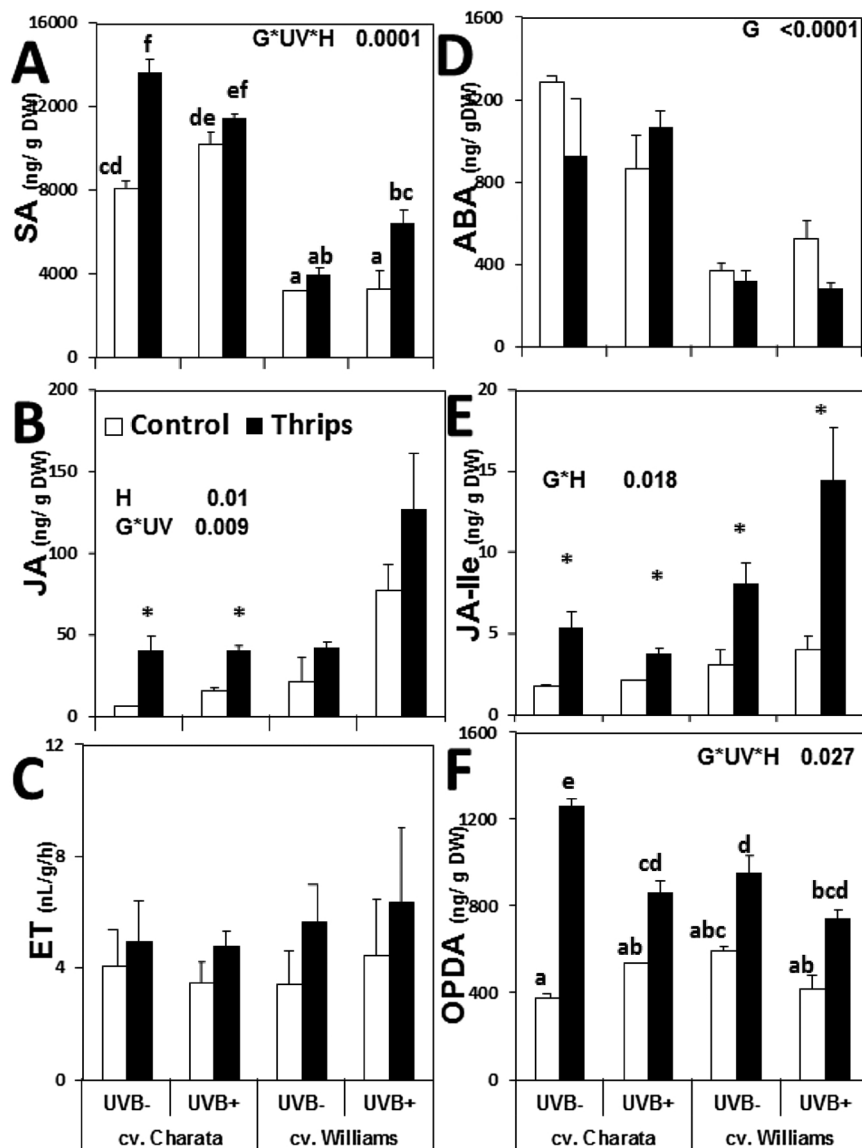 A
SA (ng/ g DW)
G*UV*H 0.0001
16000
12000
8000
4000
0
cd
f
de
ef
a
ab
a
bc
D
ABA (ng/ gDW)
G <0.0001
1600
1200
800
400
0
B
JA (ng/ g DW)
200
150
100
50
0
Control Thrips
H 0.01
G*UV 0.009
*
*
E
JA-Ile (ng/ g DW)
20
15
10
5
0
G*H 0.018
*
*
*
*
C
ET (nL/g/h)
12
8
4
0
UVB- UVB+ UVB- UVB+
cv. Charata cv. Williams
F
OPDA (ng/ g DW)
G*UV*H 0.027
1600
1200
800
400
0
a
e
ab
cd
abc
d
ab
bcd
UVB- UVB+ UVB- UVB+
cv. Charata cv. Williams